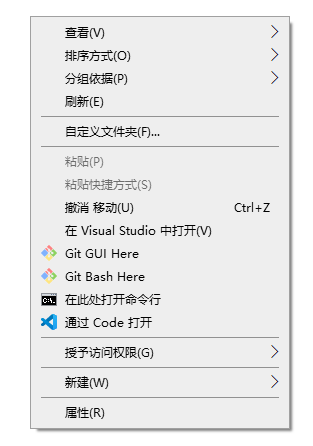 查看(V)
排序方式(O)
分组依据(P)
刷新(E)
自定义文件夹(F)...
粘贴(P)
粘贴快捷方式(S)
撤消 移动(U) Ctrl+Z
在 Visual Studio 中打开(V)
Git GUI Here
Git Bash Here
在此处打开命令行
通过 Code 打开
授予访问权限(G)
新建(W)
属性(R)